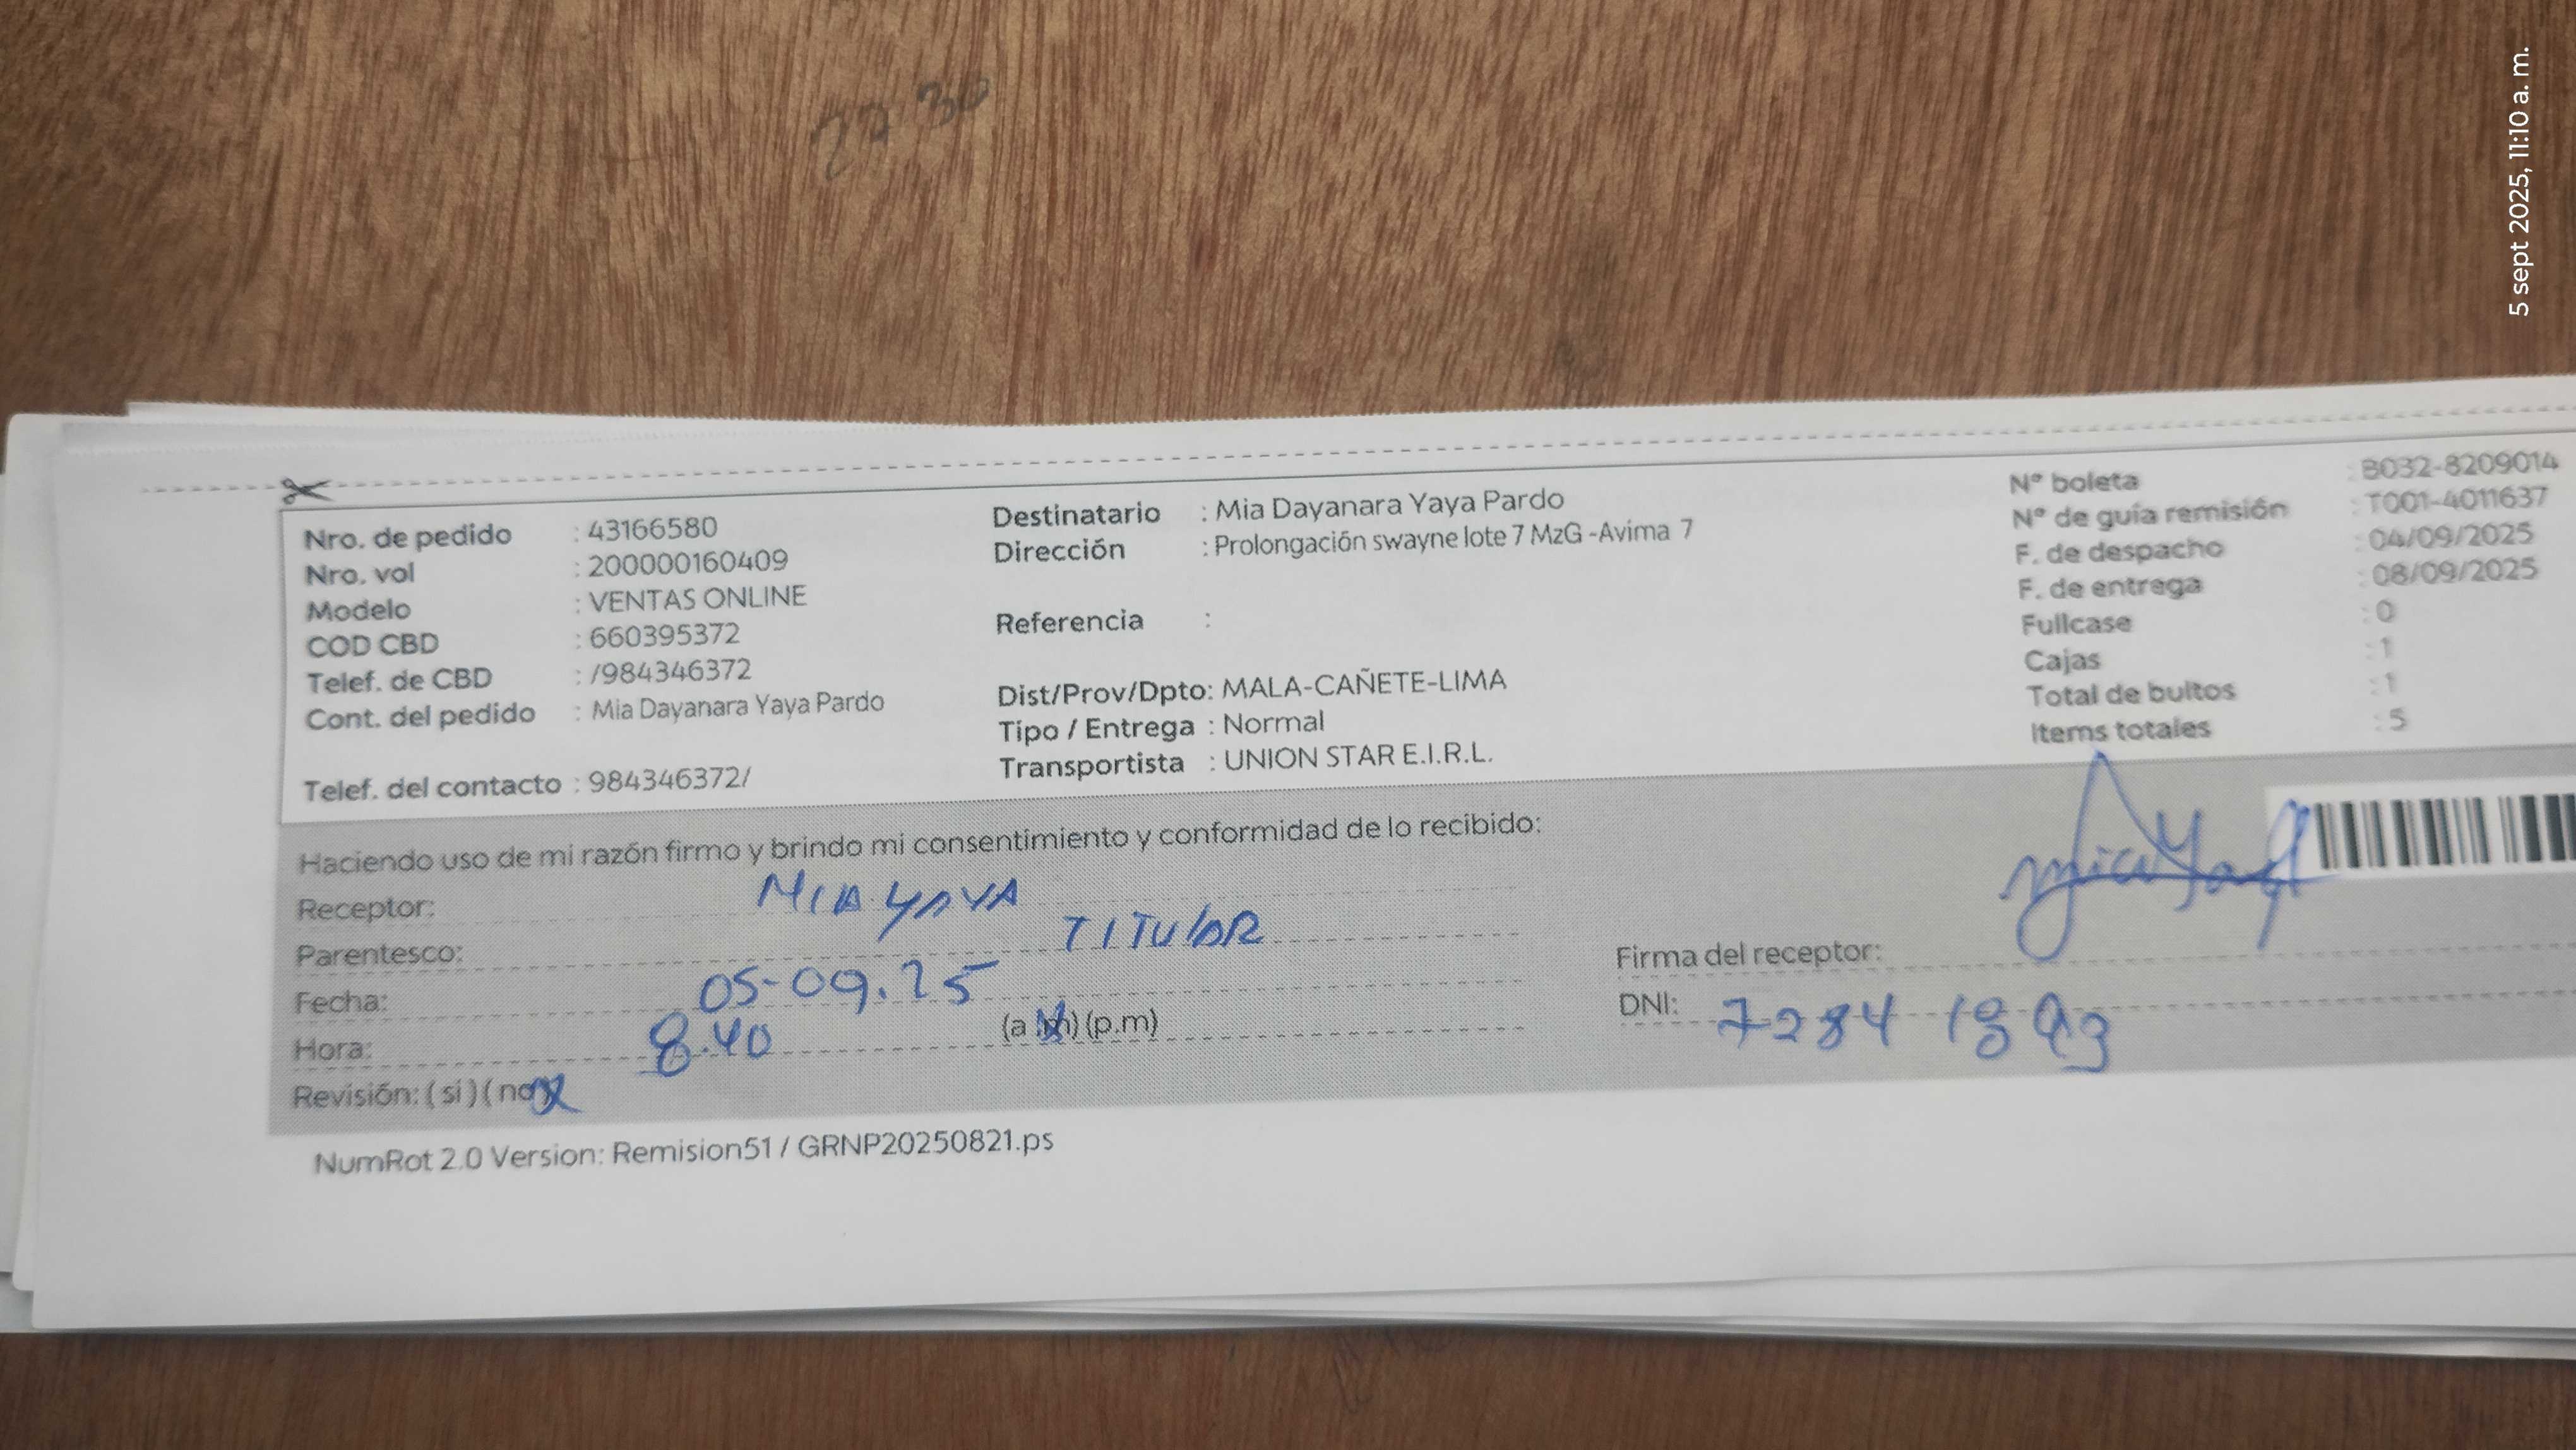 27 30
5 sept 2025, 11:10 a. m.
Nro. de pedido : 43166580
Nro. vol : 200000160409
Modelo : VENTAS ONLINE
COD CBD : 660395372
Telef. de CBD : /984346372
Cont. del pedido : Mia Dayanara Yaya Pardo
Telef. del contacto : 984346372/
Destinatario : Mia Dayanara Yaya Pardo
Dirección : Prolongación swayne lote 7 MzG -Avima 7
Referencia :
Dist/Prov/Dpto: MALA-CAÑETE-LIMA
Tipo / Entrega : Normal
Transportista : UNION STAR E.I.R.L.
N° boleta : B032-8209014
N° de guía remisión : T001-4011637
F. de despacho : 04/09/2025
F. de entrega : 08/09/2025
Fullcase : 0
Cajas : 1
Total de bultos : 1
Items totales : 5
Haciendo uso de mi razón firmo y brindo mi consentimiento y conformidad de lo recibido:
Receptor: MIA YAYA
Parentesco: TITULAR
Fecha: 05-09.25
Hora: 8.40 (a.m) (p.m)
Revisión: ( si ) ( no )
Firma del receptor:
DNI: 7284 1893
NumRot 2.0 Version: Remision51 / GRNP20250821.ps